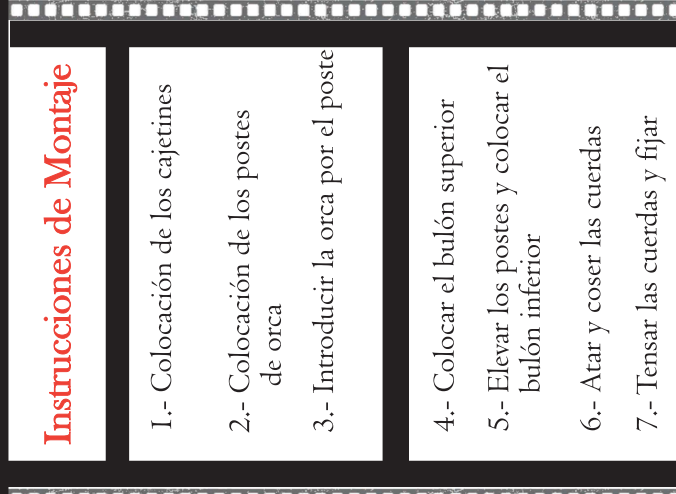 Instrucciones de Montaje
1.- Colocación de los cajetines
2.- Colocación de los postes
de orca
3.- Introducir la orca por el poste
4.- Colocar el bulón superior
5.- Elevar los postes y colocar el
bulón inferior
6.- Atar y coser las cuerdas
7.- Tensar las cuerdas y fijar